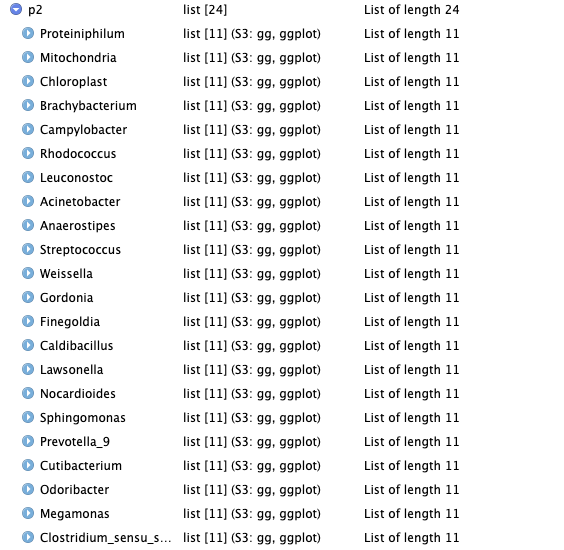 p2 list [24] List of length 24
Proteiniphilum list [11] (S3: gg, ggplot) List of length 11
Mitochondria list [11] (S3: gg, ggplot) List of length 11
Chloroplast list [11] (S3: gg, ggplot) List of length 11
Brachybacterium list [11] (S3: gg, ggplot) List of length 11
Campylobacter list [11] (S3: gg, ggplot) List of length 11
Rhodococcus list [11] (S3: gg, ggplot) List of length 11
Leuconostoc list [11] (S3: gg, ggplot) List of length 11
Acinetobacter list [11] (S3: gg, ggplot) List of length 11
Anaerostipes list [11] (S3: gg, ggplot) List of length 11
Streptococcus list [11] (S3: gg, ggplot) List of length 11
Weissella list [11] (S3: gg, ggplot) List of length 11
Gordonia list [11] (S3: gg, ggplot) List of length 11
Finegoldia list [11] (S3: gg, ggplot) List of length 11
Caldibacillus list [11] (S3: gg, ggplot) List of length 11
Lawsonella list [11] (S3: gg, ggplot) List of length 11
Nocardioides list [11] (S3: gg, ggplot) List of length 11
Sphingomonas list [11] (S3: gg, ggplot) List of length 11
Prevotella_9 list [11] (S3: gg, ggplot) List of length 11
Cutibacterium list [11] (S3: gg, ggplot) List of length 11
Odoribacter list [11] (S3: gg, ggplot) List of length 11
Megamonas list [11] (S3: gg, ggplot) List of length 11
Clostridium_sensu_s... list [11] (S3: gg, ggplot) List of length 11